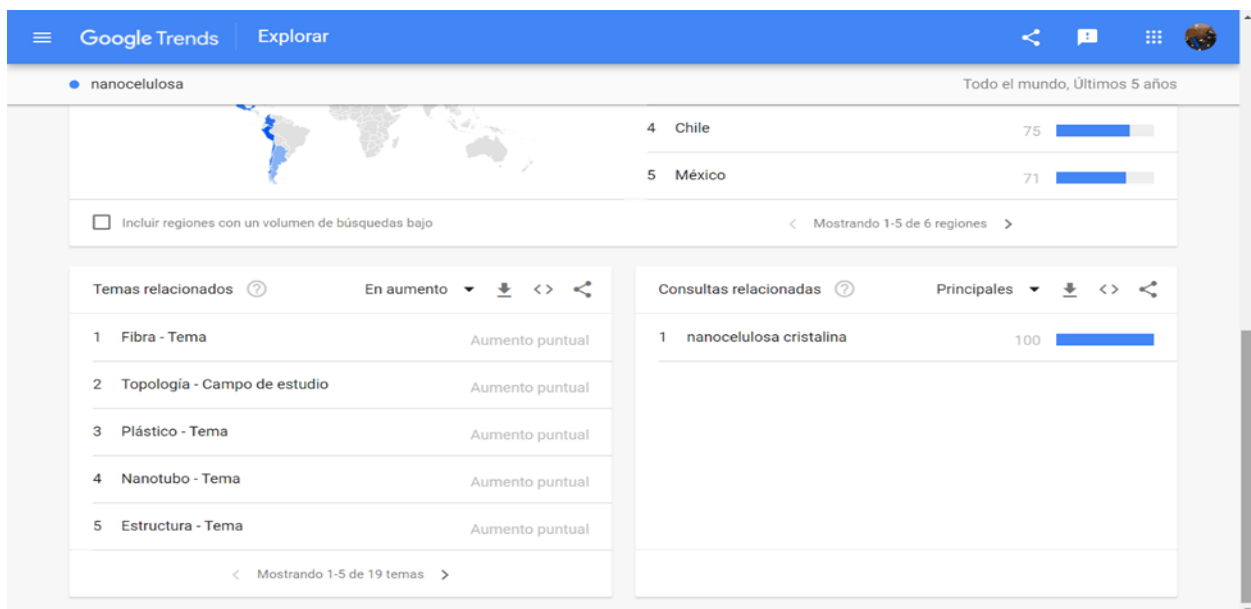 Google Trends Explorar
nanocelulosa Todo el mundo, Últimos 5 años
4 Chile 75
5 México 71
Incluir regiones con un volumen de búsquedas bajo
Mostrando 1-5 de 6 regiones
Temas relacionados En aumento
1 Fibra - Tema Aumento puntual
2 Topología - Campo de estudio Aumento puntual
3 Plástico - Tema Aumento puntual
4 Nanotubo - Tema Aumento puntual
5 Estructura - Tema Aumento puntual
Mostrando 1-5 de 19 temas
Consultas relacionadas Principales
1 nanocelulosa cristalina 100